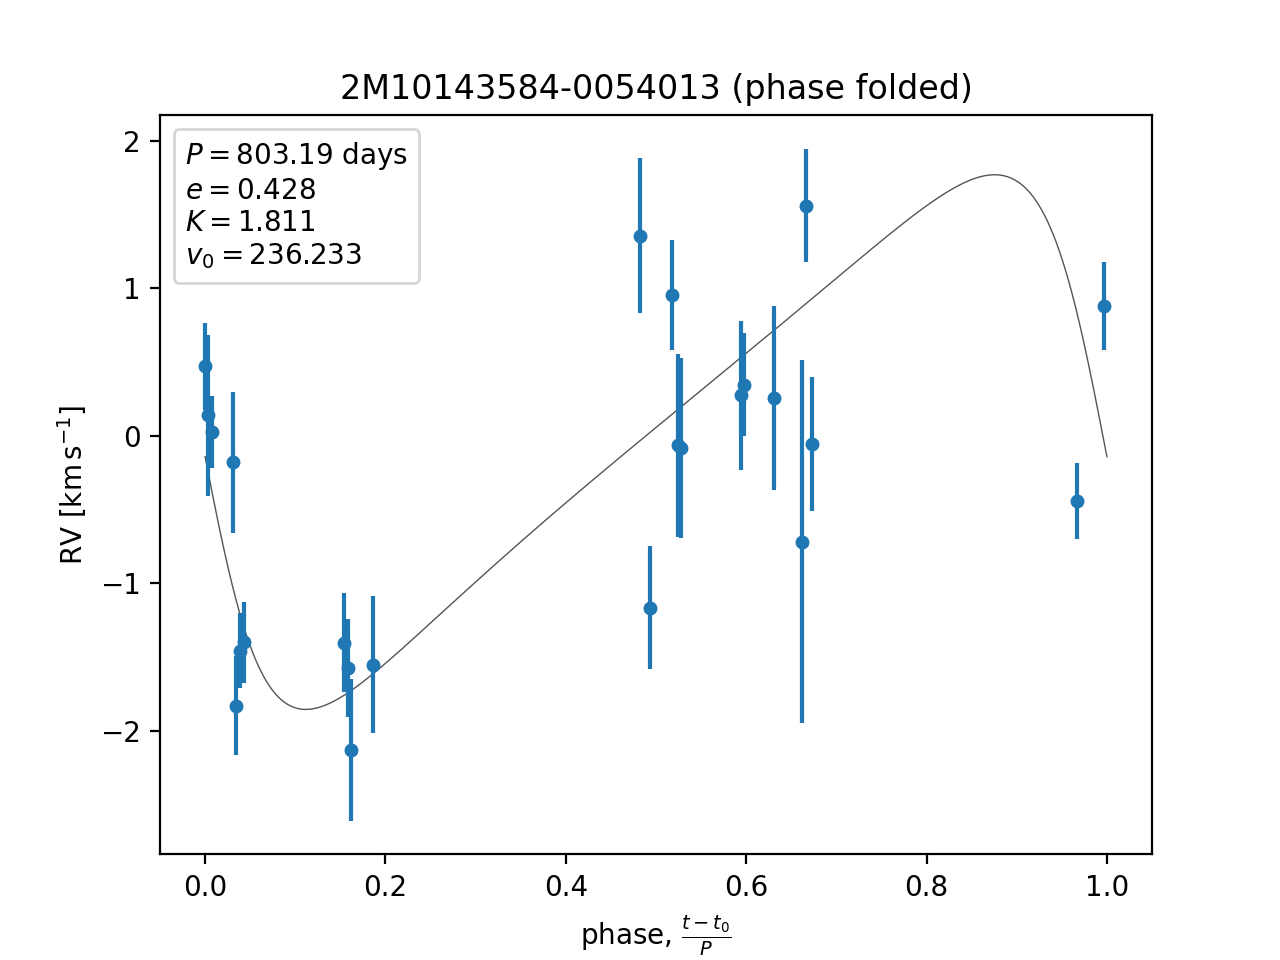 2M10143584-0054013 (phase folded)
P = 803.19 days
e = 0.428
K = 1.811
v₀ = 236.233
2
1
0
−1
−2
RV [km s⁻¹]
0.0 0.2 0.4 0.6 0.8 1.0
phase, (t − t₀)/P